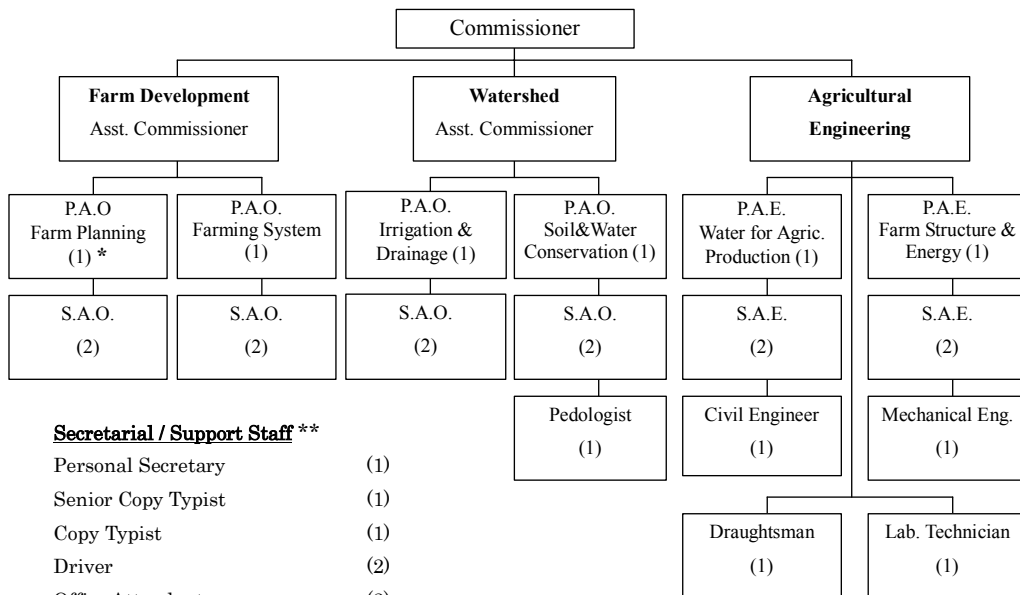 Commissioner
Farm Development
Asst. Commissioner
Watershed
Asst. Commissioner
Agricultural
Engineering
P.A.O
Farm Planning
(1) *
P.A.O.
Farming System
(1)
P.A.O.
Irrigation &
Drainage (1)
P.A.O.
Soil&Water
Conservation (1)
P.A.E.
Water for Agric.
Production (1)
P.A.E.
Farm Structure &
Energy (1)
S.A.O.
(2)
S.A.O.
(2)
S.A.O.
(2)
S.A.O.
(2)
S.A.E.
(2)
S.A.E.
(2)
Pedologist
(1)
Civil Engineer
(1)
Mechanical Eng.
(1)
Draughtsman
(1)
Lab. Technician
(1)
Secretarial / Support Staff **
Personal Secretary (1)
Senior Copy Typist (1)
Copy Typist (1)
Driver (2)